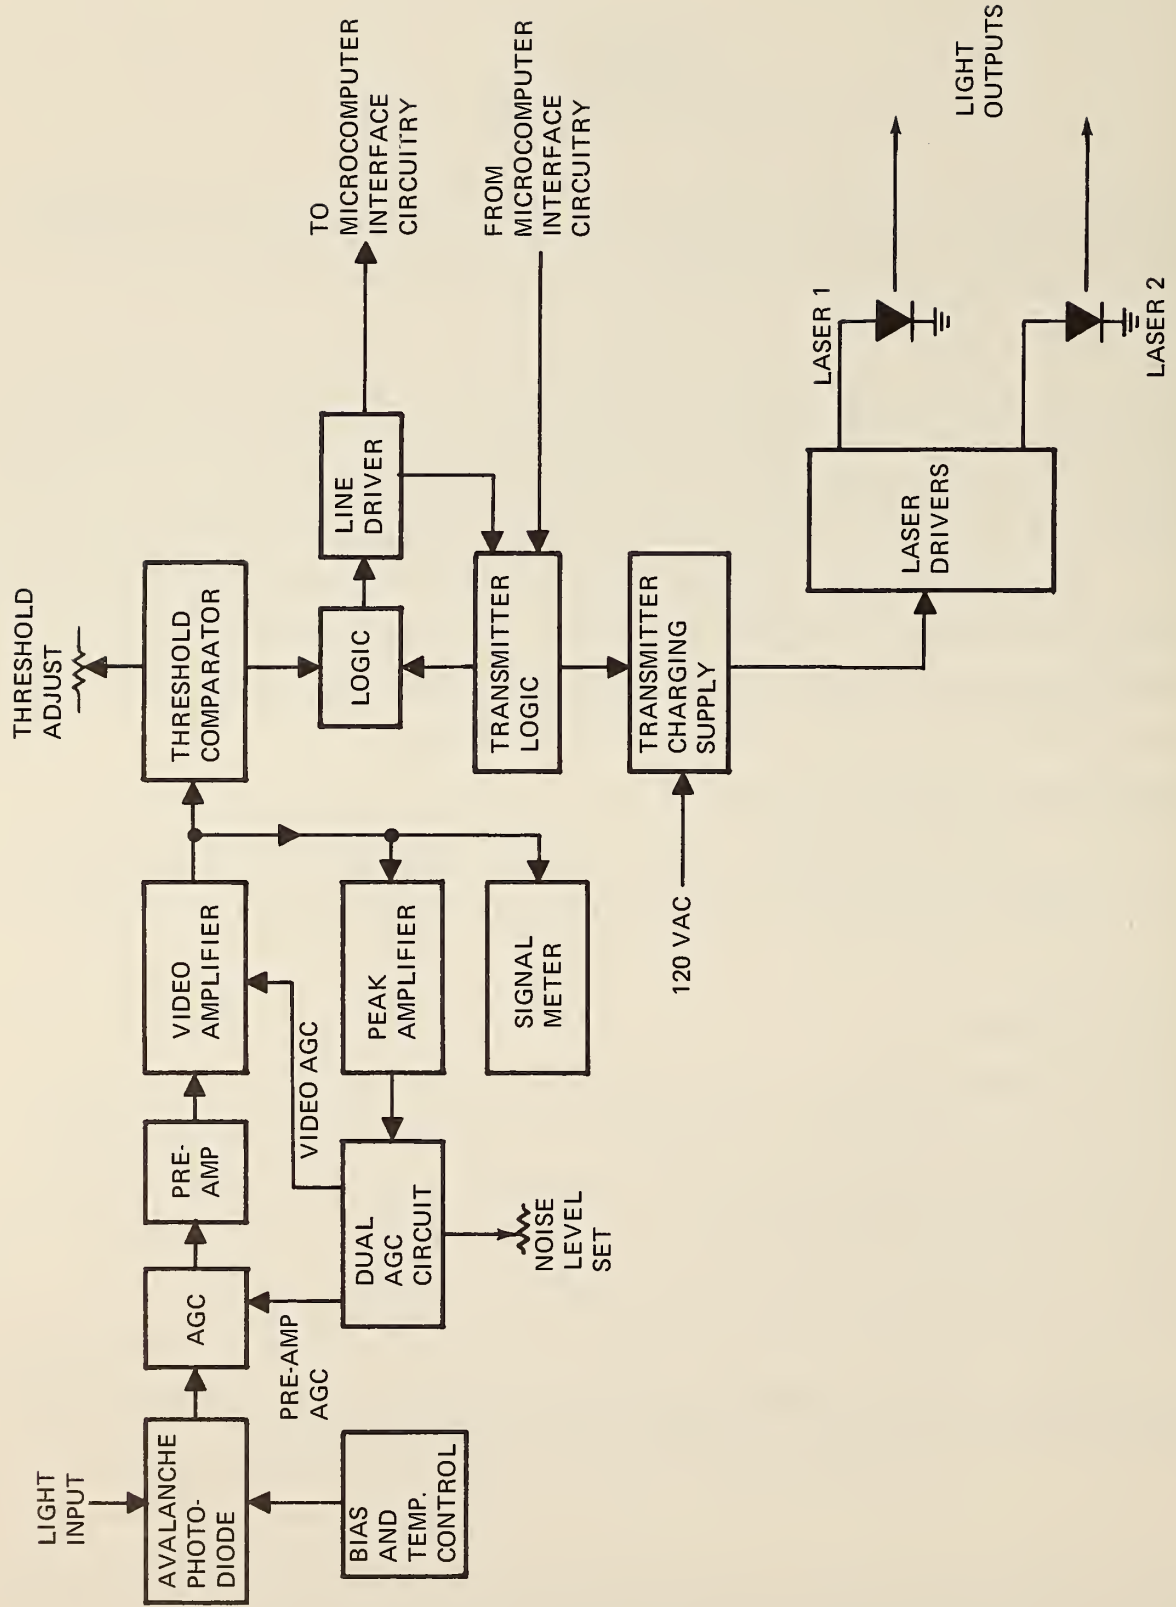 LIGHT
INPUT
AVALANCHE
PHOTO-
DIODE
BIAS
AND
TEMP.
CONTROL
AGC
PRE-AMP
AGC
PRE-
AMP
VIDEO
AMPLIFIER
VIDEO AGC
DUAL
AGC
CIRCUIT
NOISE
LEVEL
SET
PEAK
AMPLIFIER
SIGNAL
METER
THRESHOLD
ADJUST
THRESHOLD
COMPARATOR
LOGIC
LINE
DRIVER
TO
MICROCOMPUTER
INTERFACE
CIRCUITRY
FROM
MICROCOMPUTER
INTERFACE
CIRCUITRY
TRANSMITTER
LOGIC
120 VAC
TRANSMITTER
CHARGING
SUPPLY
LASER
DRIVERS
LASER 1
LASER 2
LIGHT
OUTPUTS